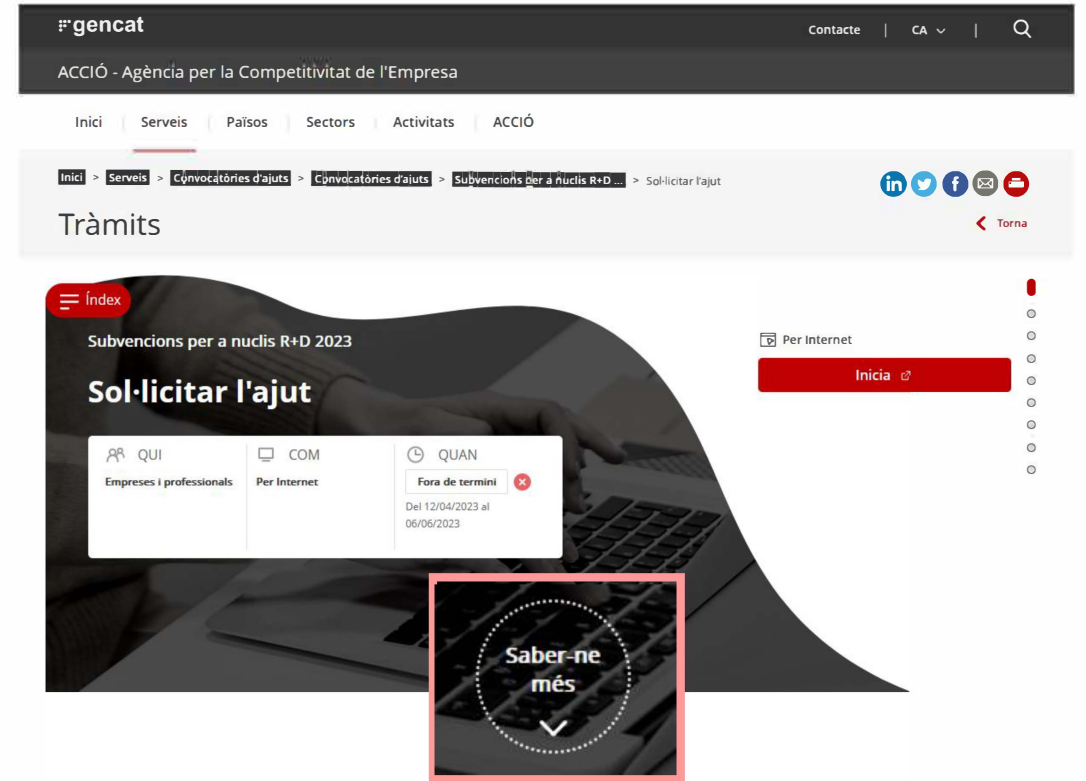 gencat
Contacte | CA |
ACCIÓ - Agència per la Competitivitat de l'Empresa
Inici Serveis Països Sectors Activitats ACCIÓ
Inici > Serveis > Convocatòries d'ajuts > Convocatòries d'ajuts > Subvencions per a nuclis R+D ... > Sol·licitar l'ajut
Tràmits
Torna
Índex
Subvencions per a nuclis R+D 2023
Per Internet
Inicia
Sol·licitar l'ajut
QUI COM QUAN
Empreses i professionals Per Internet Fora de termini
Del 12/04/2023 al
06/06/2023
Saber-ne
més